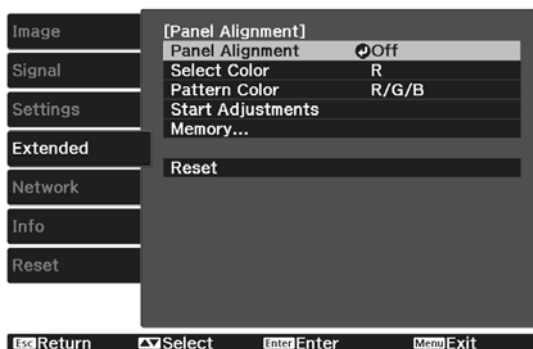 Image
Signal
Settings
Extended
Network
Info
Reset
[Panel Alignment]
Panel Alignment Off
Select Color R
Pattern Color R/G/B
Start Adjustments
Memory...
Reset
Esc Return Select Enter Enter Menu Exit